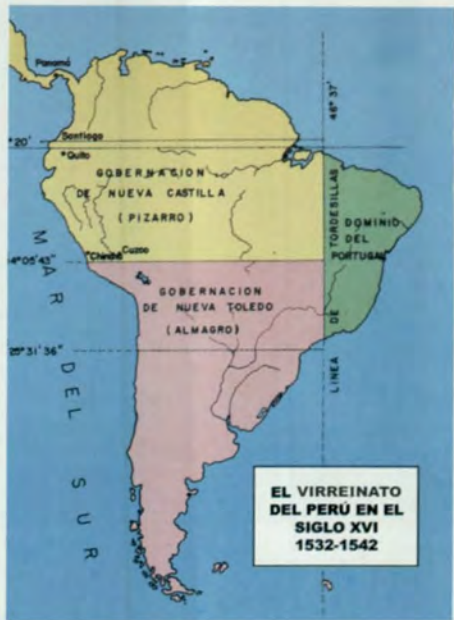 Panamá
46° 37'
°20'
Santiago
Quito
GOBERNACION
DE NUEVA CASTILLA
(PIZARRO)
LINEA DE TORDESILLAS
DOMINIO
DEL
PORTUGAL
Chincha
Cuzco
4°05'43"
GOBERNACION
DE NUEVA TOLEDO
(ALMAGRO)
25°31'36"
MAR DEL SUR
EL VIRREINATO
DEL PERÚ EN EL
SIGLO XVI
1532-1542